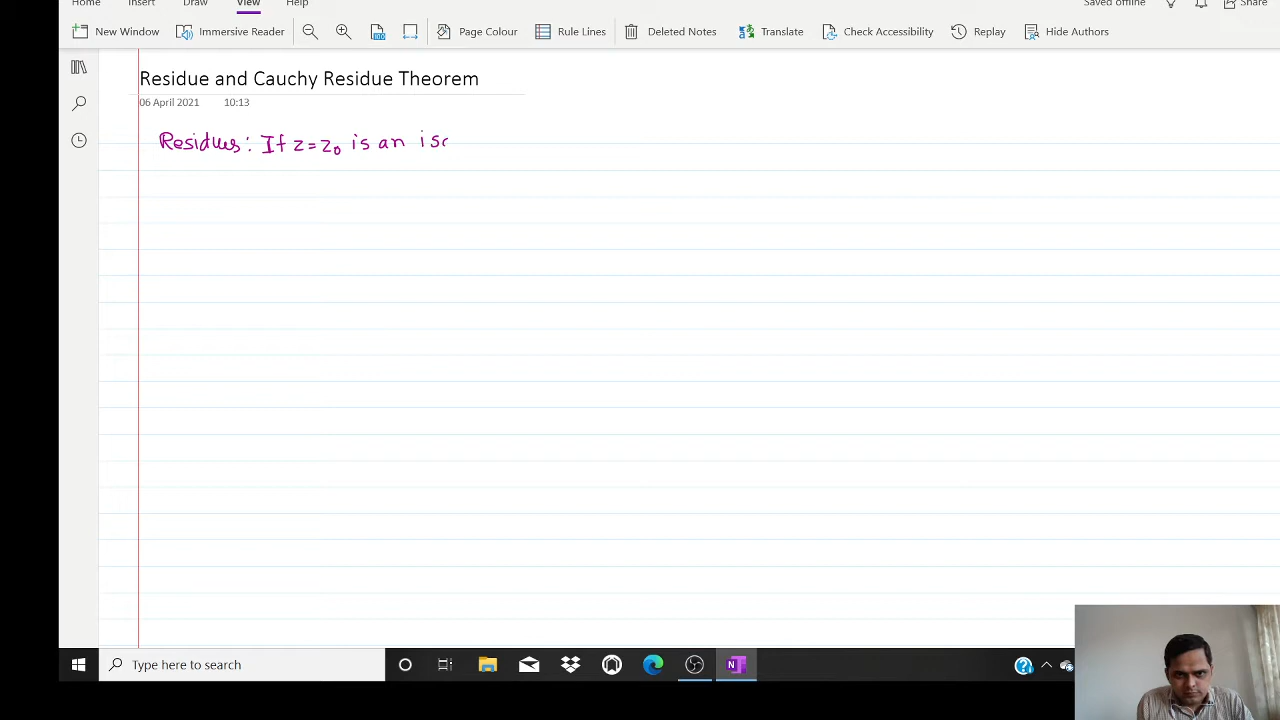 Home Insert Draw View Help Saved offline Share
New Window Immersive Reader Page Colour Rule Lines Deleted Notes Translate Check Accessibility Replay Hide Authors
Residue and Cauchy Residue Theorem
06 April 2021 10:13
Residues: If z=z₀ is an
Type here to search